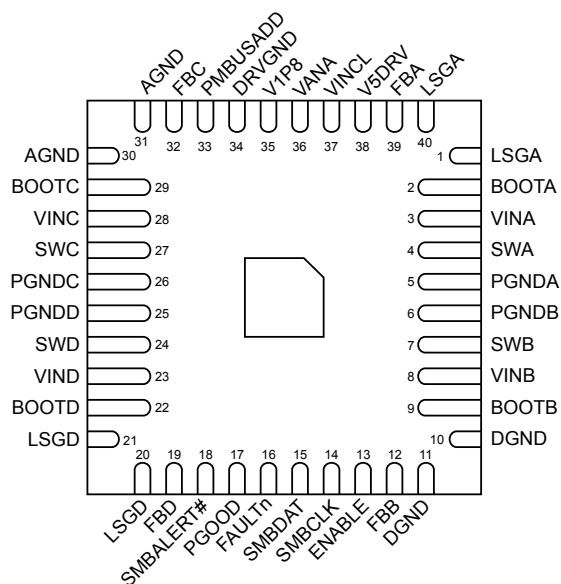 AGND
FBC
PMBUSADD
DRVGND
V1P8
VANA
VINCL
V5DRV
FBA
LSGA
31
32
33
34
35
36
37
38
39
40
AGND 30
BOOTC 29
VINC 28
SWC 27
PGNDC 26
PGNDD 25
SWD 24
VIND 23
BOOTD 22
LSGD 21
1 LSGA
2 BOOTA
3 VINA
4 SWA
5 PGNDA
6 PGNDB
7 SWB
8 VINB
9 BOOTB
10 DGND
20
19
18
17
16
15
14
13
12
11
LSGD
FBD
SMBALERT#
PGOOD
FAULTn
SMBDAT
SMBCLK
ENABLE
FBB
DGND